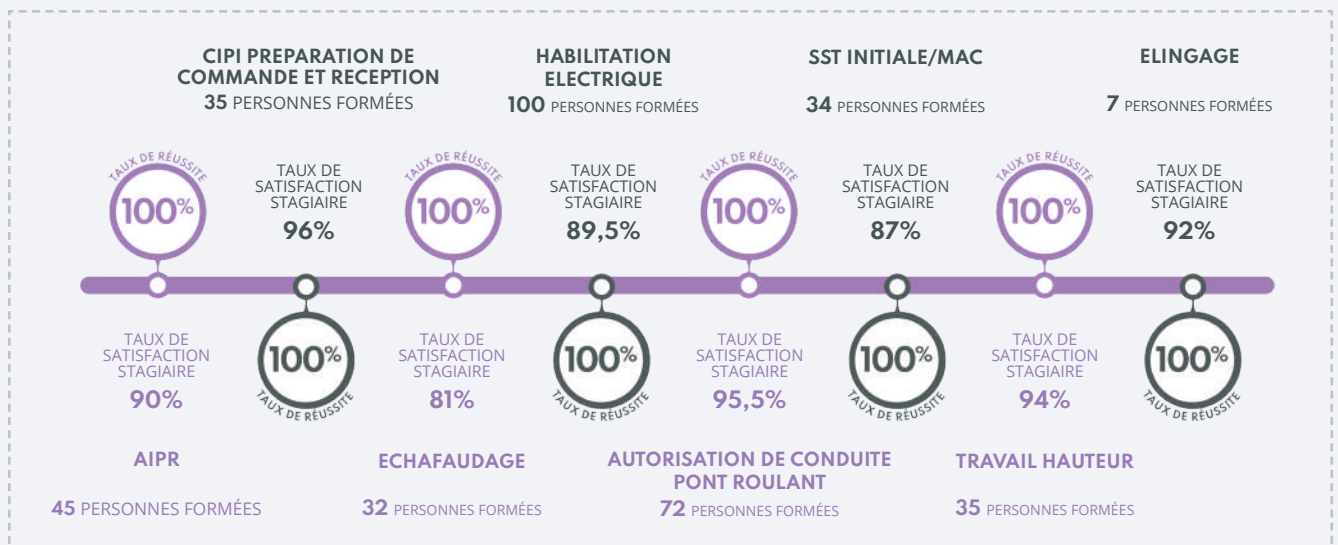 CIPI PREPARATION DE
COMMANDE ET RECEPTION
35 PERSONNES FORMÉES
HABILITATION
ELECTRIQUE
100 PERSONNES FORMÉES
SST INITIALE/MAC
34 PERSONNES FORMÉES
ELINGAGE
7 PERSONNES FORMÉES
TAUX DE RÉUSSITE
100%
TAUX DE
SATISFACTION
STAGIAIRE
96%
TAUX DE RÉUSSITE
100%
TAUX DE
SATISFACTION
STAGIAIRE
89,5%
TAUX DE RÉUSSITE
100%
TAUX DE
SATISFACTION
STAGIAIRE
87%
TAUX DE RÉUSSITE
100%
TAUX DE
SATISFACTION
STAGIAIRE
92%
TAUX DE
SATISFACTION
STAGIAIRE
90%
100%
TAUX DE RÉUSSITE
TAUX DE
SATISFACTION
STAGIAIRE
81%
100%
TAUX DE RÉUSSITE
TAUX DE
SATISFACTION
STAGIAIRE
95,5%
100%
TAUX DE RÉUSSITE
TAUX DE
SATISFACTION
STAGIAIRE
94%
100%
TAUX DE RÉUSSITE
AIPR
45 PERSONNES FORMÉES
ECHAFAUDAGE
32 PERSONNES FORMÉES
AUTORISATION DE CONDUITE
PONT ROULANT
72 PERSONNES FORMÉES
TRAVAIL HAUTEUR
35 PERSONNES FORMÉES